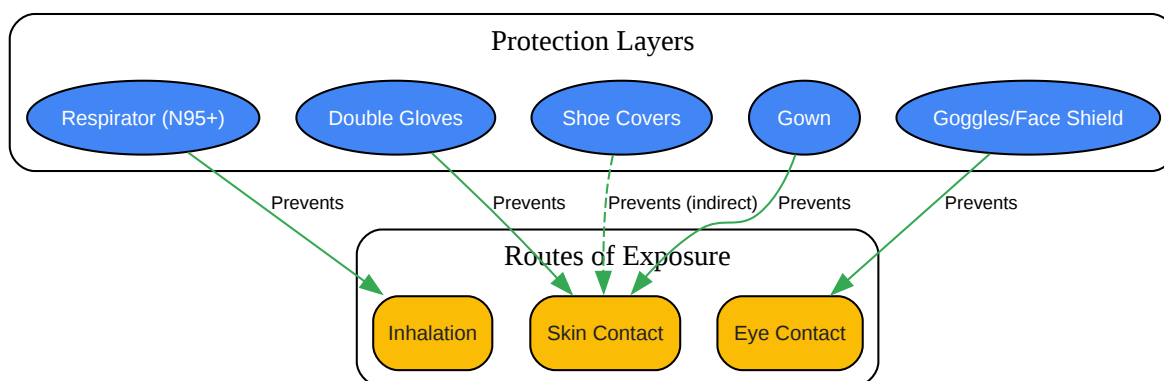 Protection Layers
Respirator (N95+)
Double Gloves
Shoe Covers
Gown
Goggles/Face Shield
Prevents
Prevents
Prevents (indirect)
Prevents
Prevents
Routes of Exposure
Inhalation
Skin Contact
Eye Contact